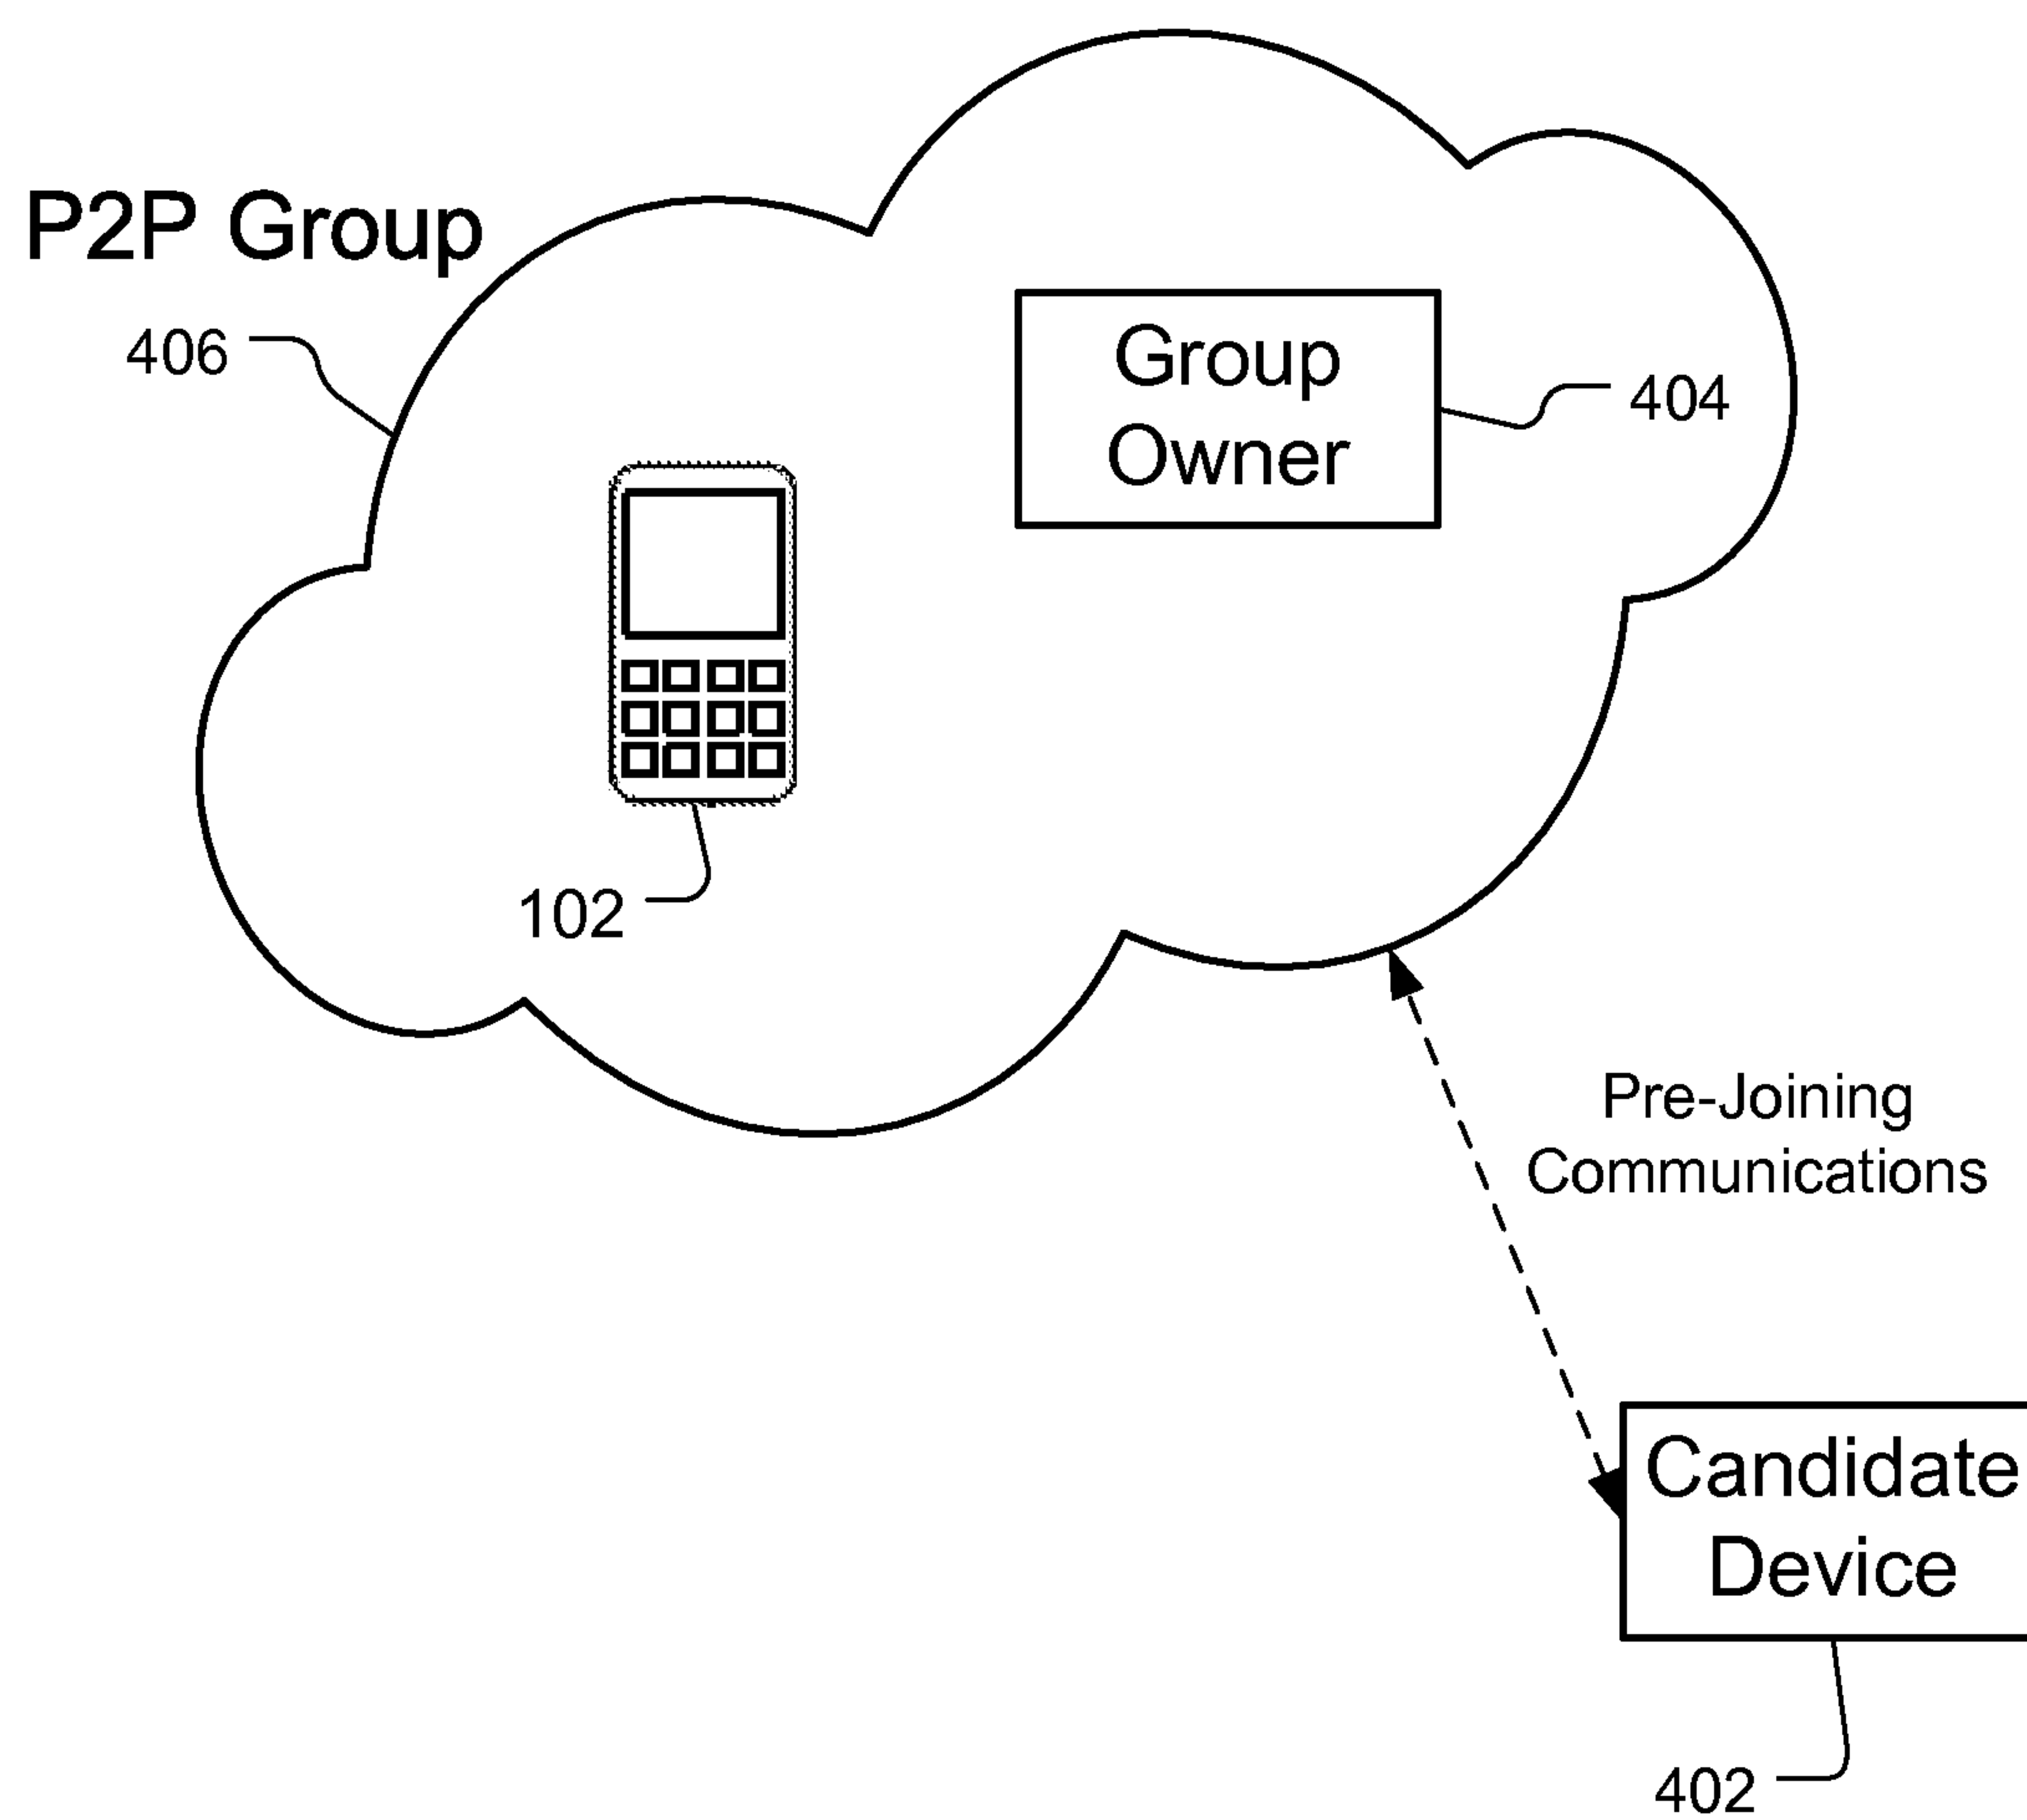 P2P Group
406
Group
Owner
404
102
Pre-Joining
Communications
Candidate
Device
402